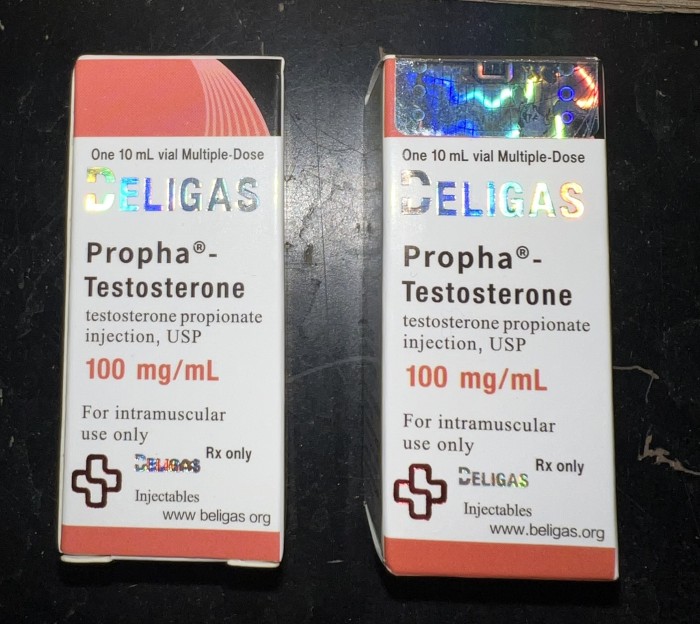 One 10 mL vial Multiple-Dose
BELIGAS
Propha®-
Testosterone
testosterone propionate
injection, USP
100 mg/mL
For intramuscular
use only
Rx only
BELIGAS
Injectables
www beligas org
One 10 mL vial Multiple-Dose
BELIGAS
Propha®-
Testosterone
testosterone propionate
injection, USP
100 mg/mL
For intramuscular
use only
Rx only
BELIGAS
Injectables
www.beligas.org